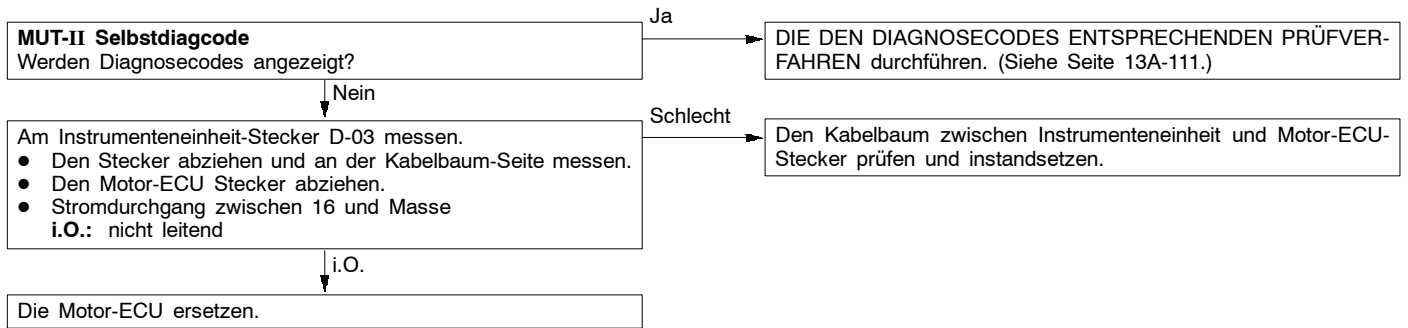 Ja
MUT-II Selbstdiagcode
Werden Diagnosecodes angezeigt?
DIE DEN DIAGNOSECODES ENTSPRECHENDEN PRÜFVER-
FAHREN durchführen. (Siehe Seite 13A-111.)
Nein
Schlecht
Am Instrumenteneinheit-Stecker D-03 messen.
● Den Stecker abziehen und an der Kabelbaum-Seite messen.
● Den Motor-ECU Stecker abziehen.
● Stromdurchgang zwischen 16 und Masse
i.O.: nicht leitend
Den Kabelbaum zwischen Instrumenteneinheit und Motor-ECU-
Stecker prüfen und instandsetzen.
i.O.
Die Motor-ECU ersetzen.